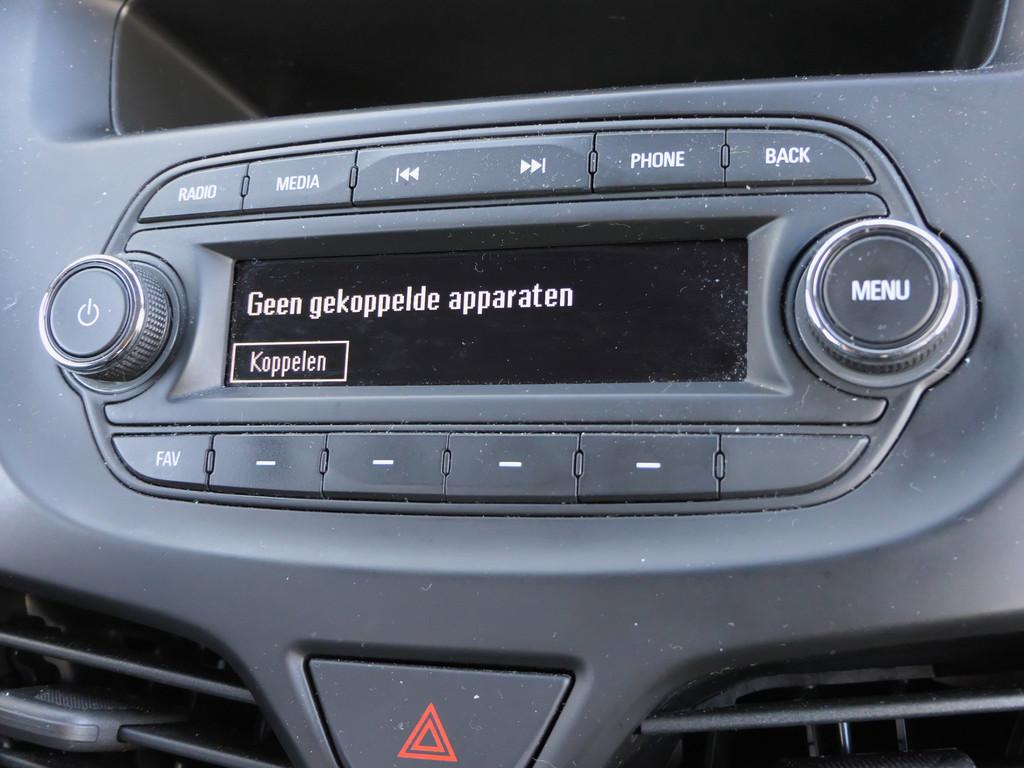 RADIO
MEDIA
PHONE
BACK
Geen gekoppelde apparaten
MENU
Koppelen
FAV